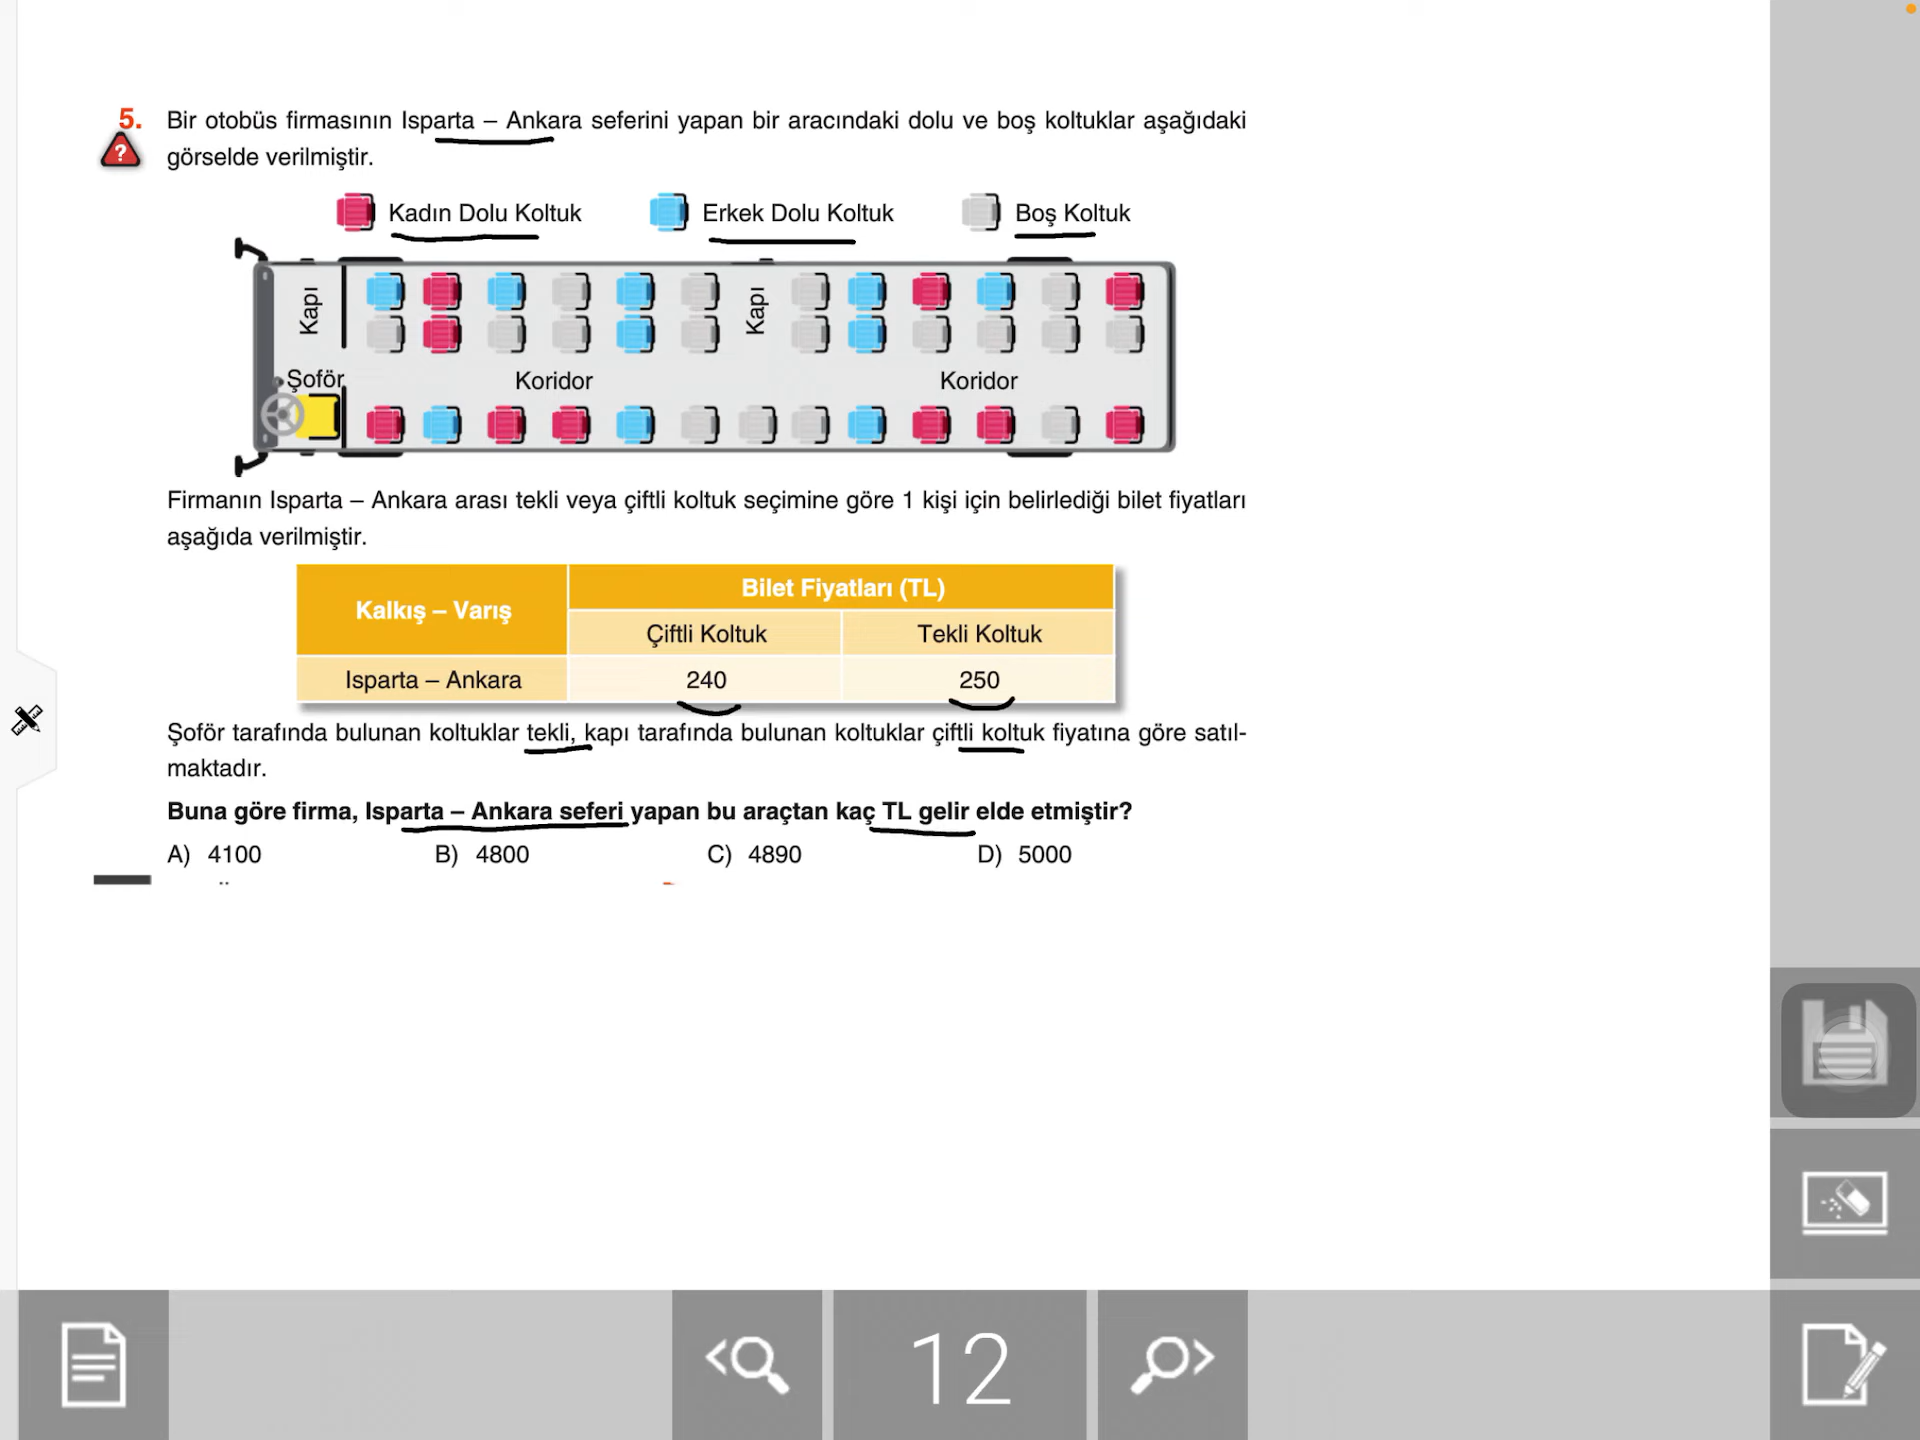 5. Bir otobüs firmasının Isparta – Ankara seferini yapan bir aracındaki dolu ve boş koltuklar aşağıdaki
görselde verilmiştir.
?
Kadın Dolu Koltuk Erkek Dolu Koltuk Boş Koltuk
Kapı Kapı
Şoför Koridor Koridor
Firmanın Isparta – Ankara arası tekli veya çiftli koltuk seçimine göre 1 kişi için belirlediği bilet fiyatları
aşağıda verilmiştir.
Kalkış – Varış Bilet Fiyatları (TL)
Çiftli Koltuk Tekli Koltuk
Isparta – Ankara 240 250
Şoför tarafında bulunan koltuklar tekli, kapı tarafında bulunan koltuklar çiftli koltuk fiyatına göre satıl-
maktadır.
Buna göre firma, Isparta – Ankara seferi yapan bu araçtan kaç TL gelir elde etmiştir?
A) 4100 B) 4800 C) 4890 D) 5000
12